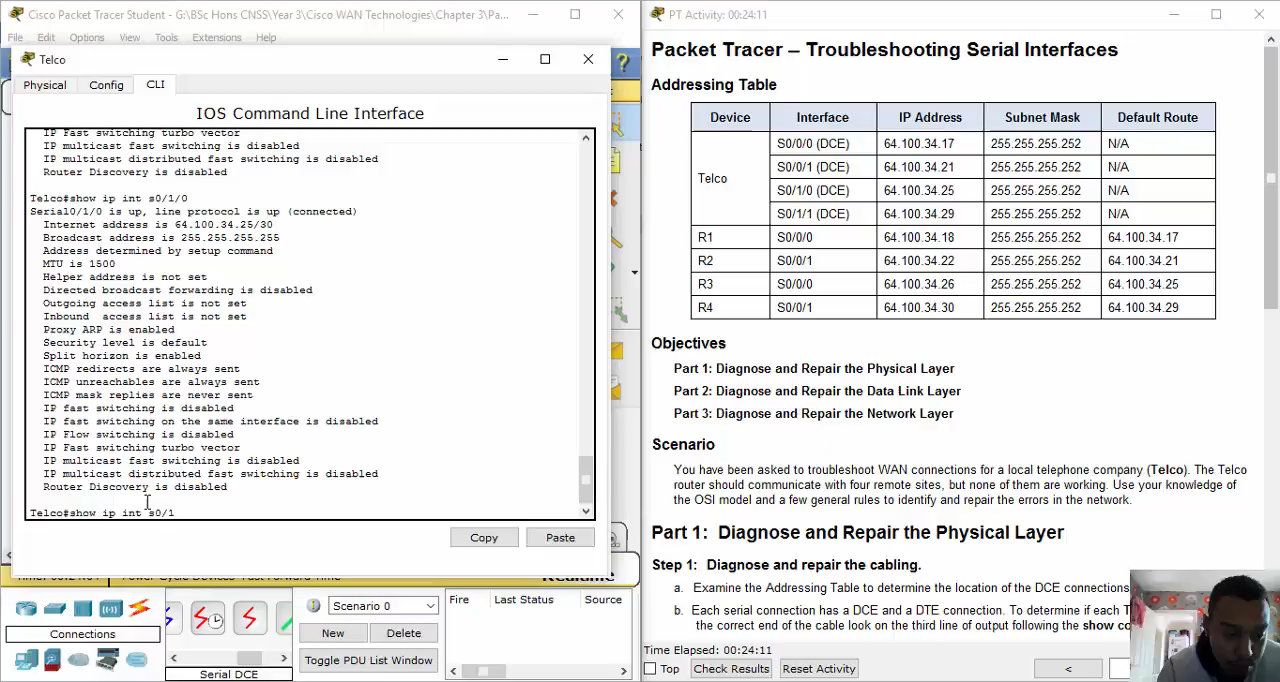 Cisco Packet Tracer Student - G:\BSc Hons CNSS\Year 3\Cisco WAN Technologies\Chapter 3\Pa...
File Edit Options View Tools Extensions Help
Telco
Physical Config CLI
IOS Command Line Interface
IP Fast switching turbo vector
IP multicast fast switching is disabled
IP multicast distributed fast switching is disabled
Router Discovery is disabled
Telco#show ip int s0/1/0
Serial0/1/0 is up, line protocol is up (connected)
Internet address is 64.100.34.25/30
Broadcast address is 255.255.255.255
Address determined by setup command
MTU is 1500
Helper address is not set
Directed broadcast forwarding is disabled
Outgoing access list is not set
Inbound access list is not set
Proxy ARP is enabled
Security level is default
Split horizon is enabled
ICMP redirects are always sent
ICMP unreachables are always sent
ICMP mask replies are never sent
IP fast switching is disabled
IP fast switching on the same interface is disabled
IP Flow switching is disabled
IP Fast switching turbo vector
IP multicast fast switching is disabled
IP multicast distributed fast switching is disabled
Router Discovery is disabled
Telco#show ip int s0/1
Copy Paste
Realtime
Scenario 0
Fire Last Status Source
New Delete
Connections
Toggle PDU List Window
Serial DCE
PT Activity: 00:24:11
Packet Tracer – Troubleshooting Serial Interfaces
Addressing Table
Device Interface IP Address Subnet Mask Default Route
Telco
S0/0/0 (DCE) 64.100.34.17 255.255.255.252 N/A
S0/0/1 (DCE) 64.100.34.21 255.255.255.252 N/A
S0/1/0 (DCE) 64.100.34.25 255.255.255.252 N/A
S0/1/1 (DCE) 64.100.34.29 255.255.255.252 N/A
R1 S0/0/0 64.100.34.18 255.255.255.252 64.100.34.17
R2 S0/0/1 64.100.34.22 255.255.255.252 64.100.34.21
R3 S0/0/0 64.100.34.26 255.255.255.252 64.100.34.25
R4 S0/0/1 64.100.34.30 255.255.255.252 64.100.34.29
Objectives
Part 1: Diagnose and Repair the Physical Layer
Part 2: Diagnose and Repair the Data Link Layer
Part 3: Diagnose and Repair the Network Layer
Scenario
You have been asked to troubleshoot WAN connections for a local telephone company (Telco). The Telco
router should communicate with four remote sites, but none of them are working. Use your knowledge of
the OSI model and a few general rules to identify and repair the errors in the network.
Part 1: Diagnose and Repair the Physical Layer
Step 1: Diagnose and repair the cabling.
a. Examine the Addressing Table to determine the location of the DCE connections
b. Each serial connection has a DCE and a DTE connection. To determine if each T
the correct end of the cable look on the third line of output following the show co
Time Elapsed: 00:24:11
Top Check Results Reset Activity <